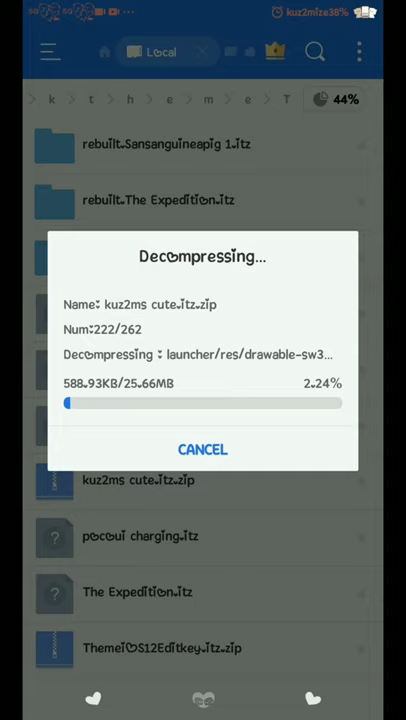 5G 5G kuz2mize38%
Local
> k > t > h > e > m > e > T 44%
rebuilt.Sansanguineapig 1.itz
rebuilt.The Expedition.itz
Decompressing...
Name: kuz2ms cute.itz.zip
Num:222/262
Decompressing : launcher/res/drawable-sw3...
588.93KB/25.66MB 2.24%
CANCEL
kuz2ms cute.itz.zip
pocoui charging.itz
The Expedition.itz
ThemeiOS12Editkey.itz.zip